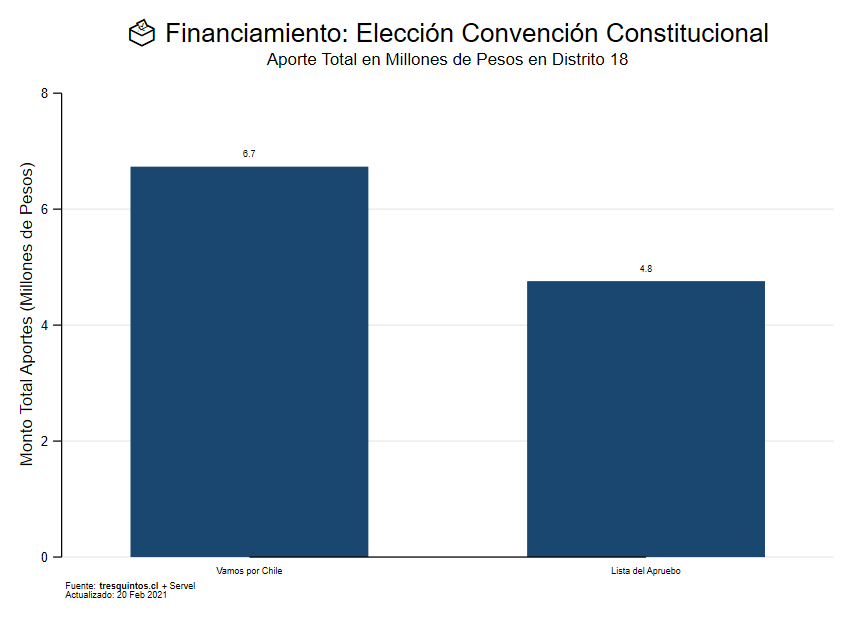 Financiamiento: Elección Convención Constitucional
Aporte Total en Millones de Pesos en Distrito 18
Monto Total Aportes (Millones de Pesos)
8
6
4
2
0
6.7
4.8
Vamos por Chile
Lista del Apruebo
Fuente: tresquintos.cl + Servel
Actualizado: 20 Feb 2021